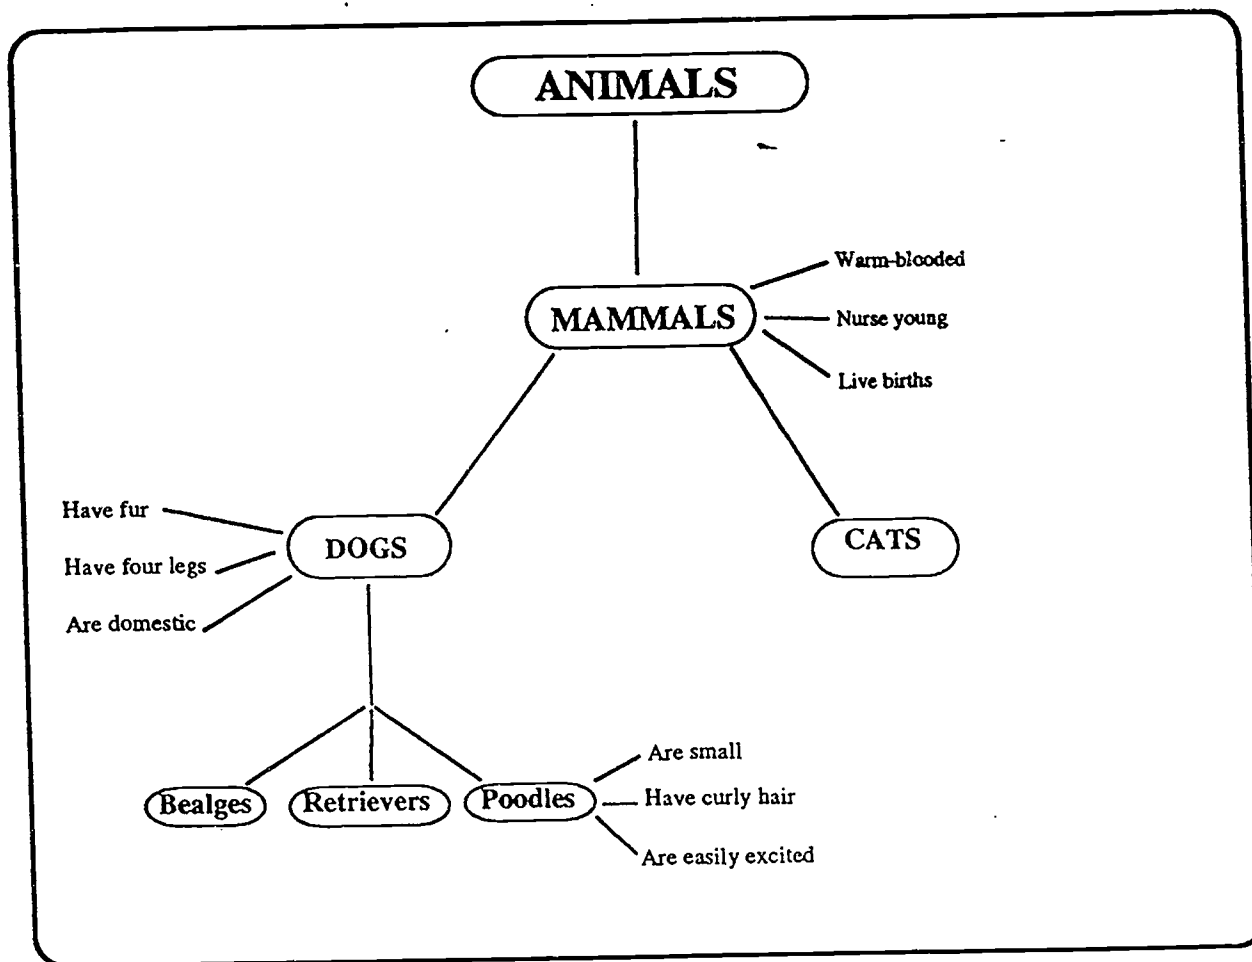 ANIMALS
MAMMALS
Warm-blooded
Nurse young
Live births
Have fur
Have four legs
Are domestic
DOGS
CATS
Bealges
Retrievers
Poodles
Are small
Have curly hair
Are easily excited